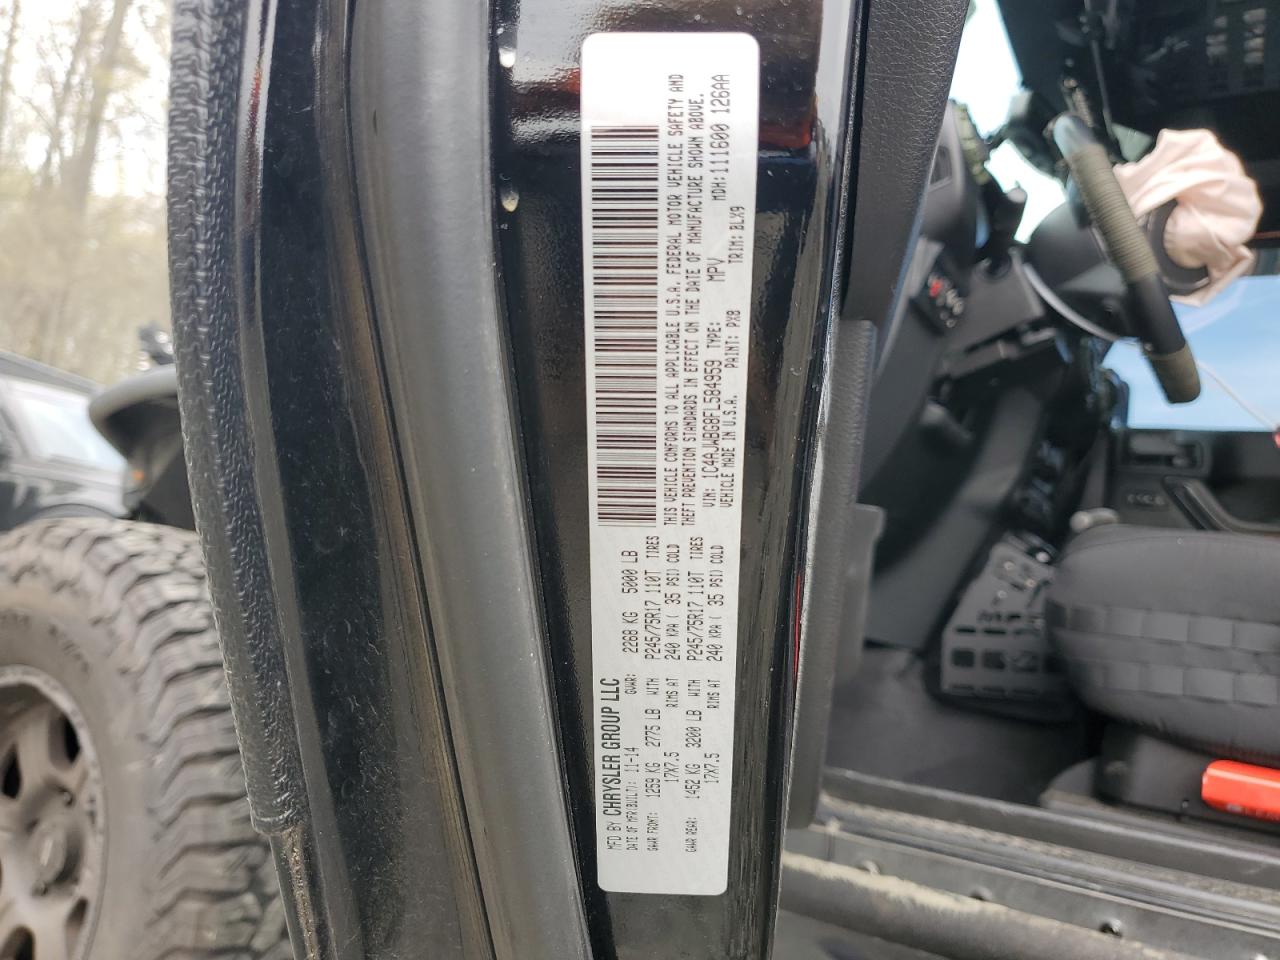 MFD BY CHRYSLER GROUP LLC
DATE OF MFR(BUILT): 11-14 GVWR: 2268 KG 5000 LB
GAWR FRONT: 1259 KG 2775 LB WITH P245/75R17 110T TIRES
17X7.5 RIMS AT 240 KPA ( 35 PSI) COLD
GAWR REAR: 1452 KG 3200 LB WITH P245/75R17 110T TIRES
17X7.5 RIMS AT 240 KPA ( 35 PSI) COLD
THIS VEHICLE CONFORMS TO ALL APPLICABLE U.S.A. FEDERAL MOTOR VEHICLE SAFETY AND
THEFT PREVENTION STANDARDS IN EFFECT ON THE DATE OF MANUFACTURE SHOWN ABOVE.
VIN: 1C4AJWBG8FL584959 TYPE: MPV MDH:111600 126AA
VEHICLE MADE IN U.S.A. PAINT: PX8 TRIM: BLX9